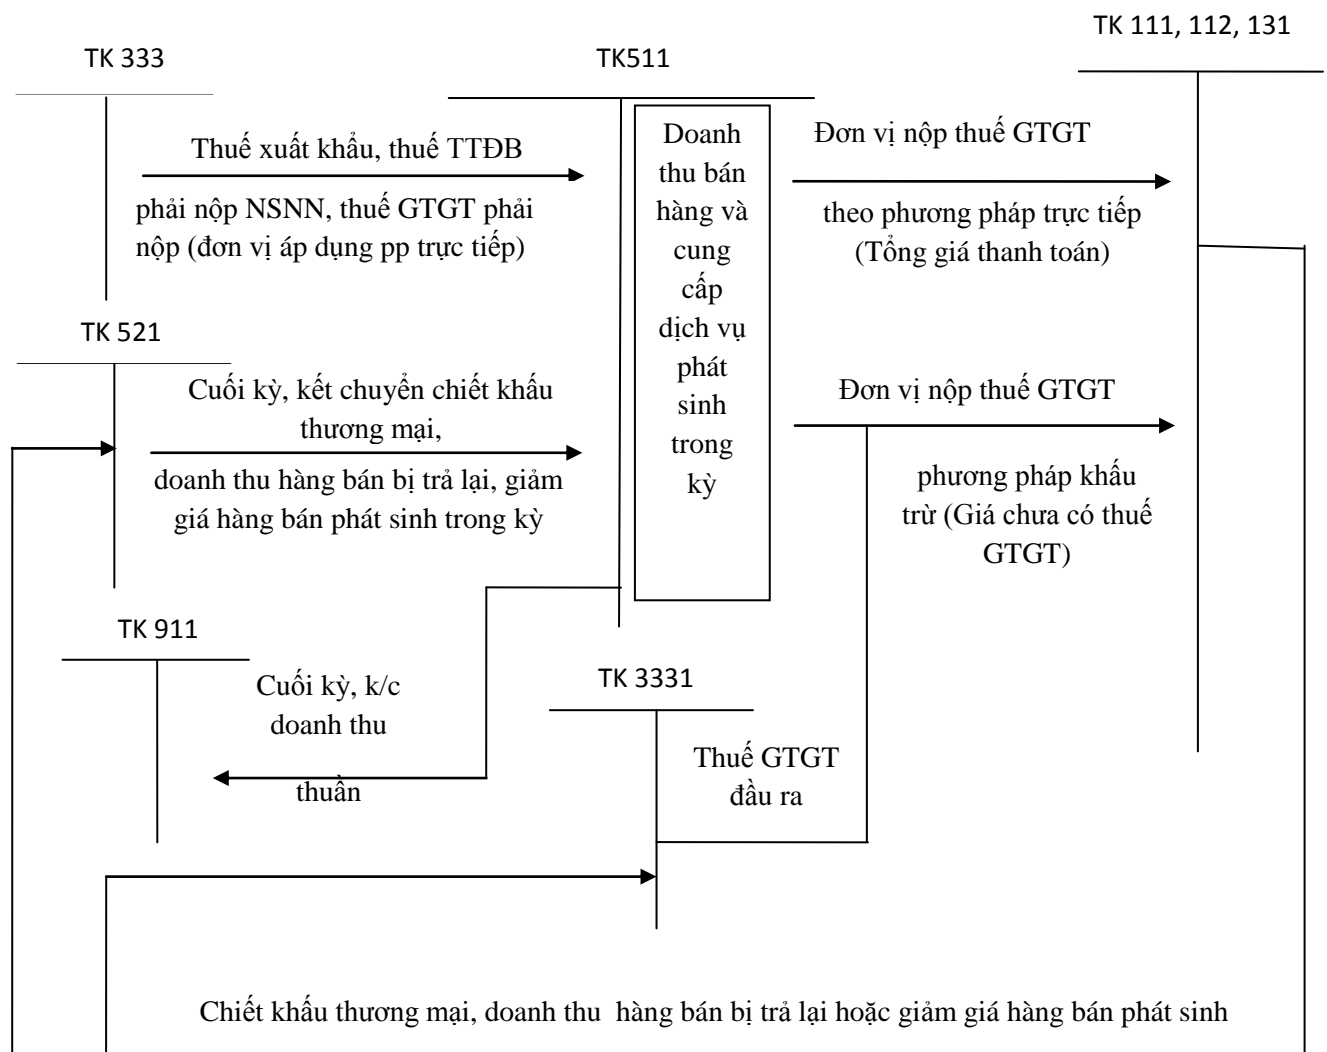 TK 111, 112, 131
TK 333
TK511
Thuế xuất khẩu, thuế TTĐB
phải nộp NSNN, thuế GTGT phải
nộp (đơn vị áp dụng pp trực tiếp)
Doanh
thu bán
hàng và
cung
cấp
dịch vụ
phát
sinh
trong
kỳ
Đơn vị nộp thuế GTGT
theo phương pháp trực tiếp
(Tổng giá thanh toán)
TK 521
Cuối kỳ, kết chuyển chiết khấu
thương mại,
doanh thu hàng bán bị trả lại, giảm
giá hàng bán phát sinh trong kỳ
Đơn vị nộp thuế GTGT
phương pháp khấu
trừ (Giá chưa có thuế
GTGT)
TK 911
Cuối kỳ, k/c
doanh thu
thuần
TK 3331
Thuế GTGT
đầu ra
Chiết khấu thương mại, doanh thu  hàng bán bị trả lại hoặc giảm giá hàng bán phát sinh